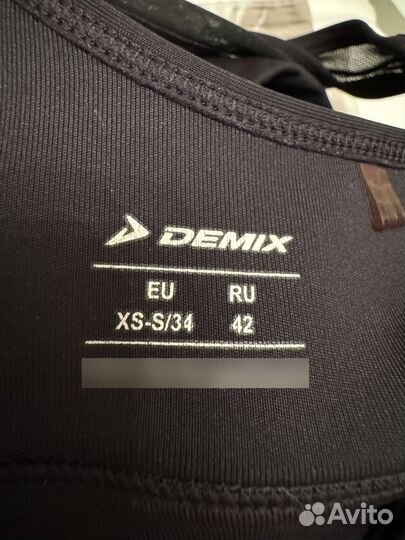 DEMIX
EU RU
XS-S/34 42
Avito